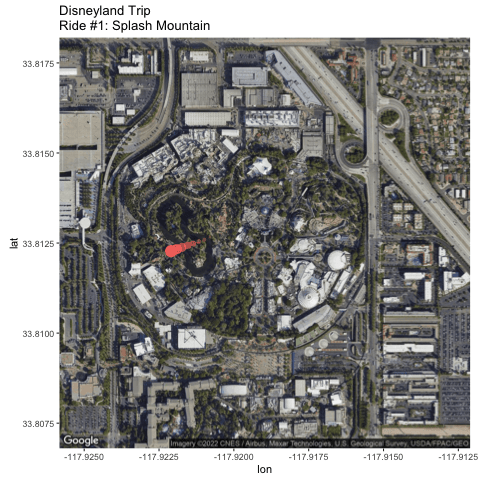 Disneyland Trip
Ride #1: Splash Mountain
33.8175
33.8150
33.8125
33.8100
33.8075
lat
Google
Imagery ©2022 CNES / Airbus, Maxar Technologies, U.S. Geological Survey, USDA/FPAC/GEO
-117.9250
-117.9225
-117.9200
-117.9175
-117.9150
-117.9125
lon